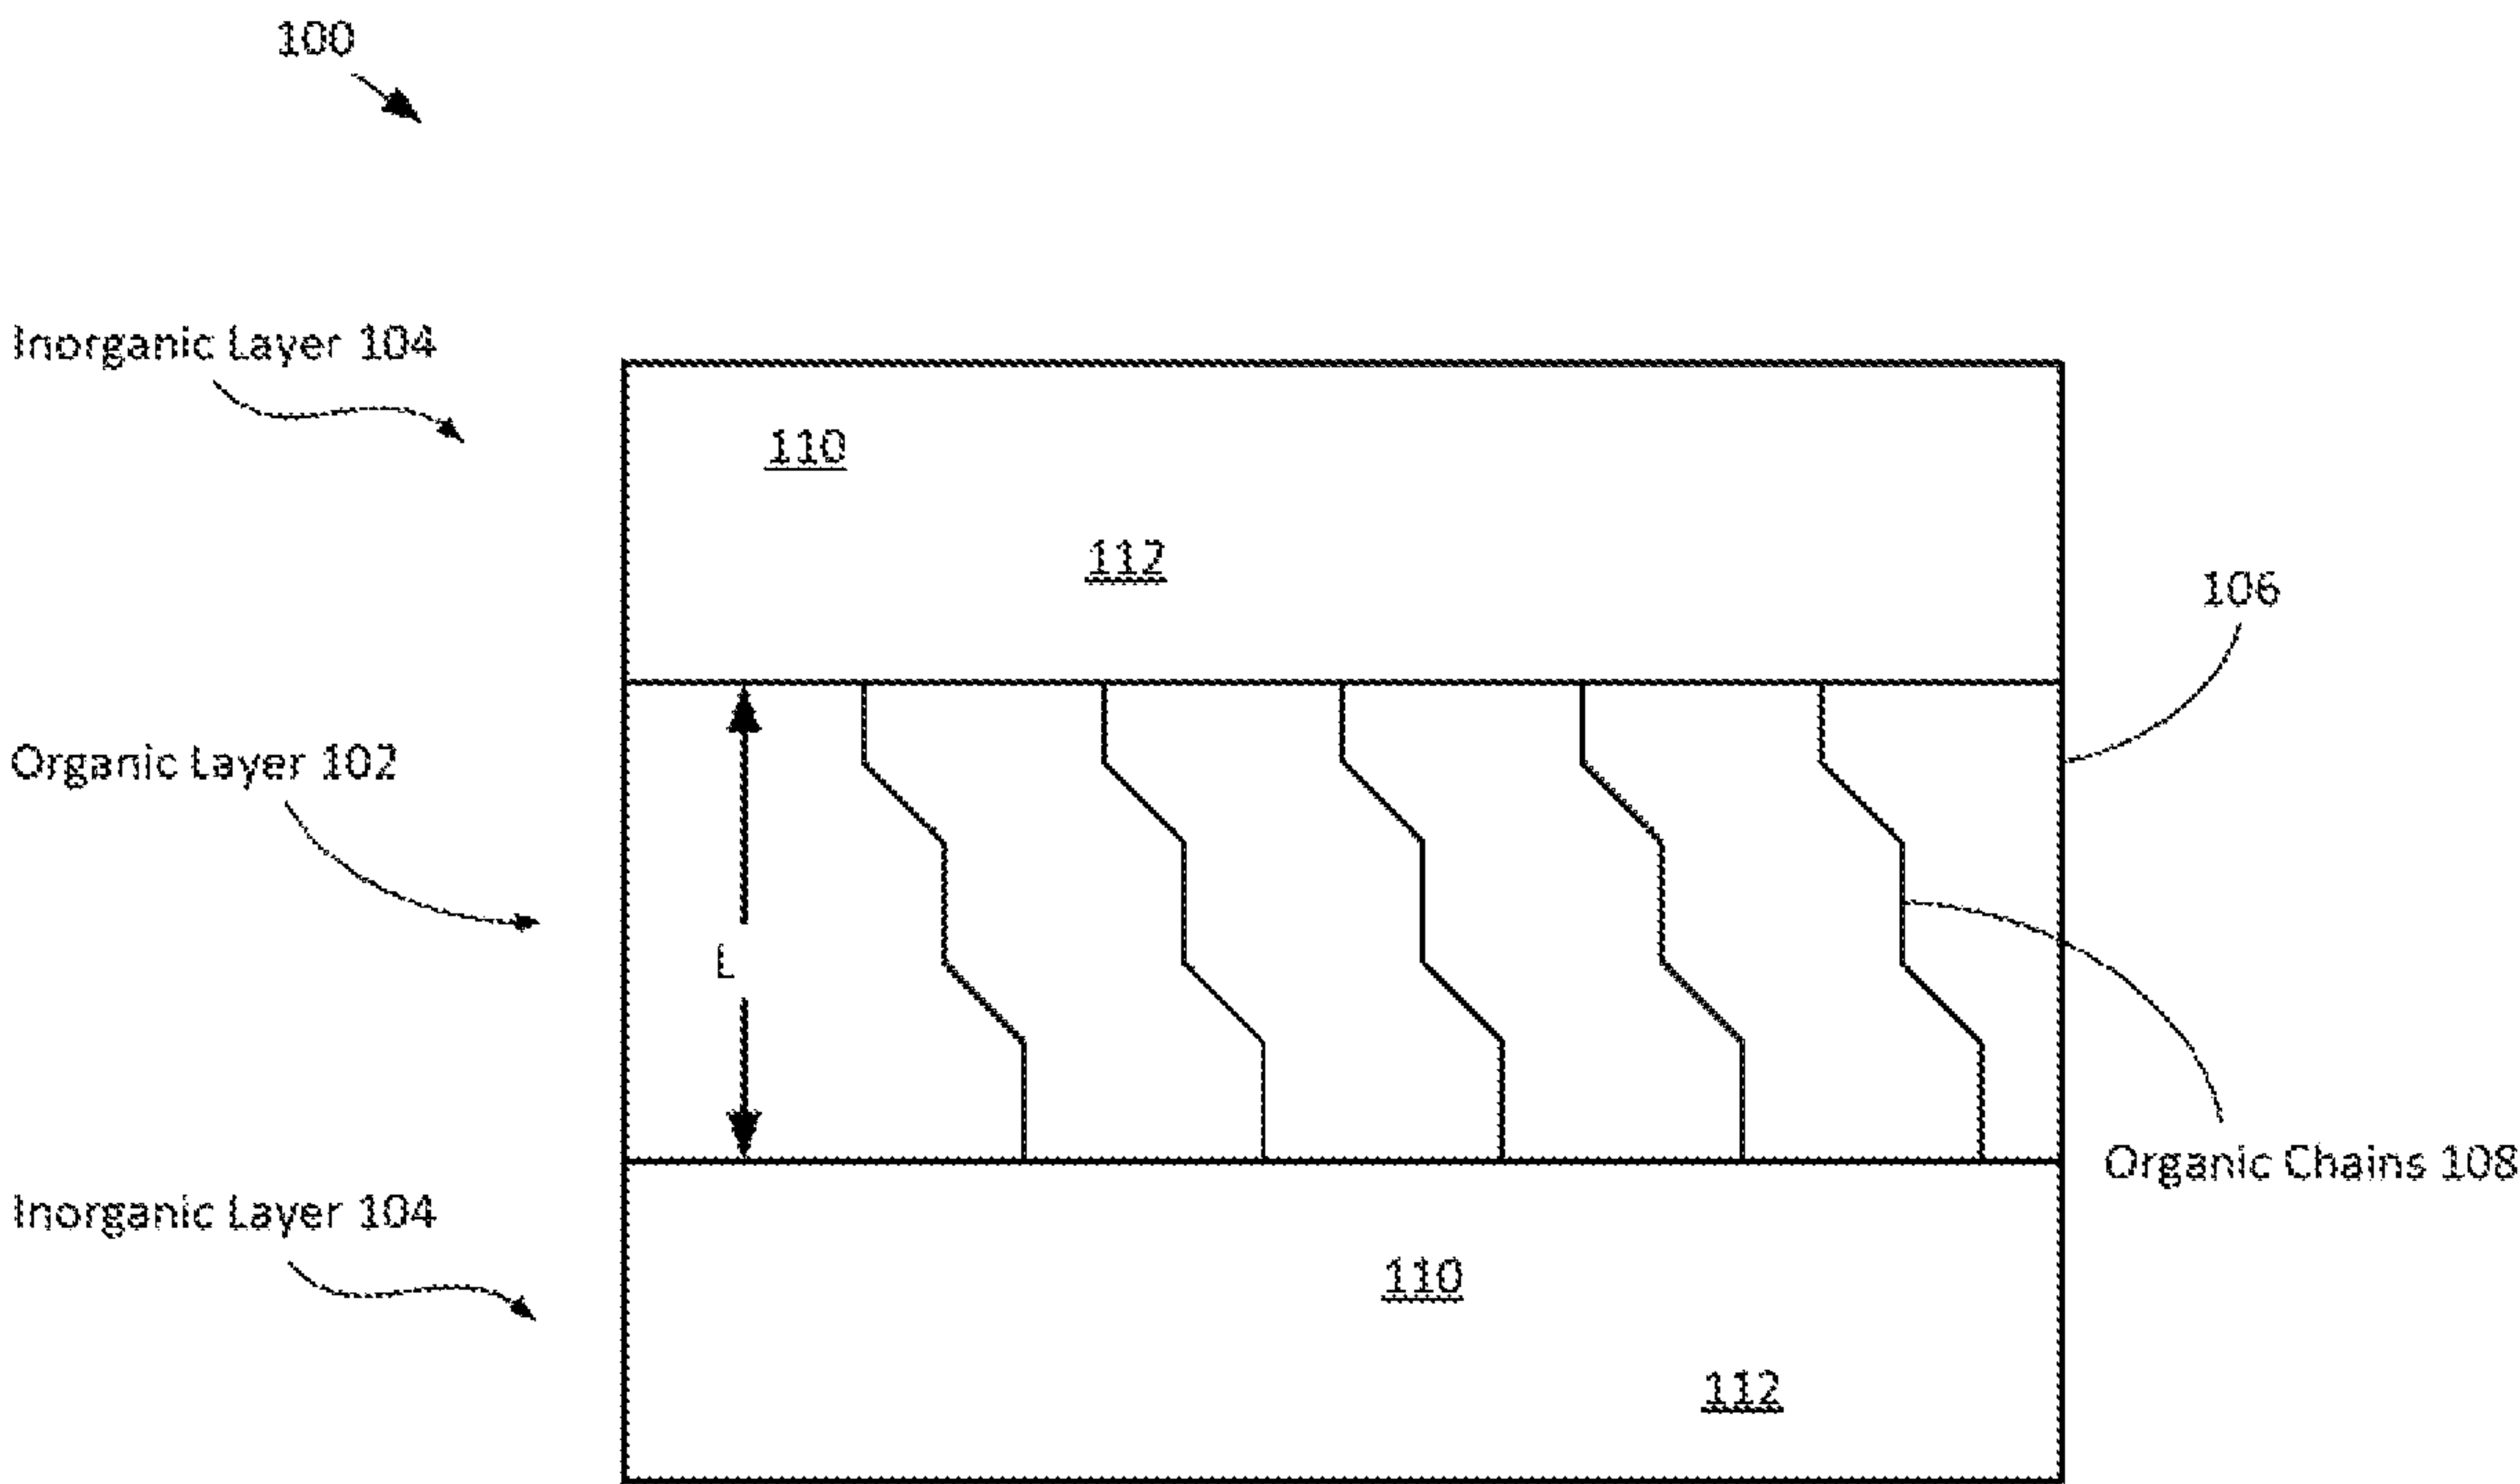 100
Inorganic Layer 104
110
112
106
Organic Layer 102
L
Organic Chains 108
Inorganic Layer 104
110
112